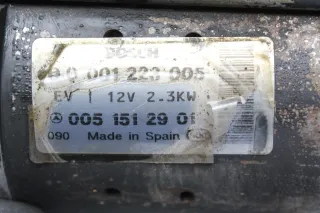 BOSCH
0 001 223 005
EV | 12V 2.3KW
005 151 29 01
090 Made in Spain